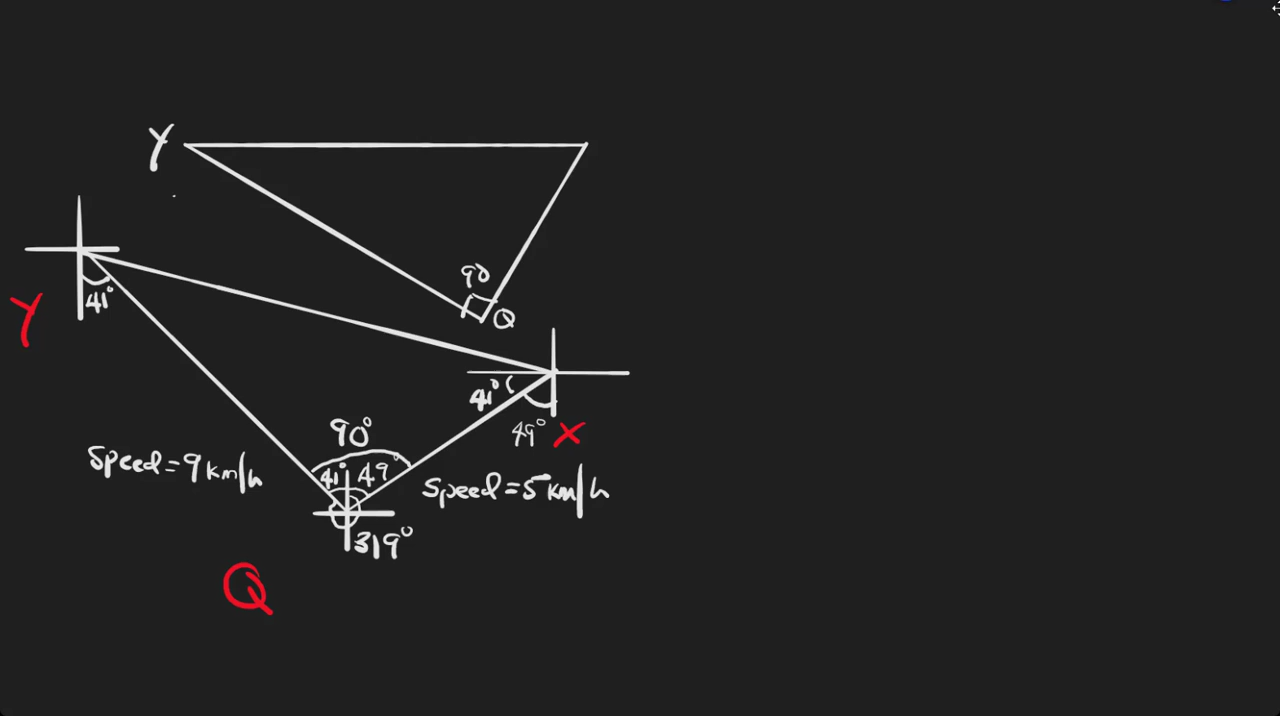 Y
90
Q
41°
Y
41°
49°
X
90°
41°
49°
Speed = 9 km/h
Speed = 5 km/h
319°
Q